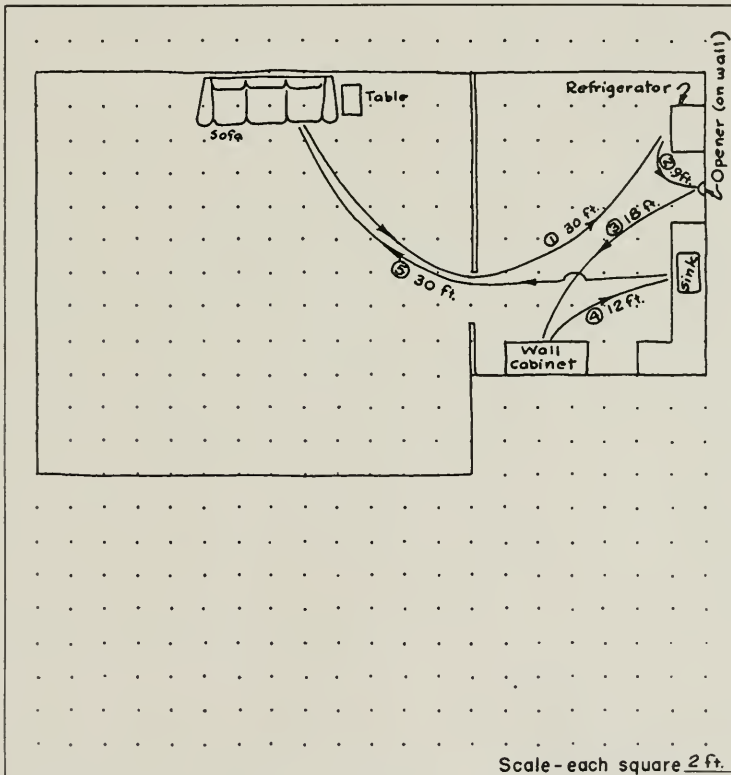 Refrigerator
Opener (on wall)
Table
Sofa
② 9ft.
① 30 ft.
③ 18 ft.
⑤ 30 ft.
④ 12 ft.
Sink
Wall
Cabinet
Scale-each square 2 ft.